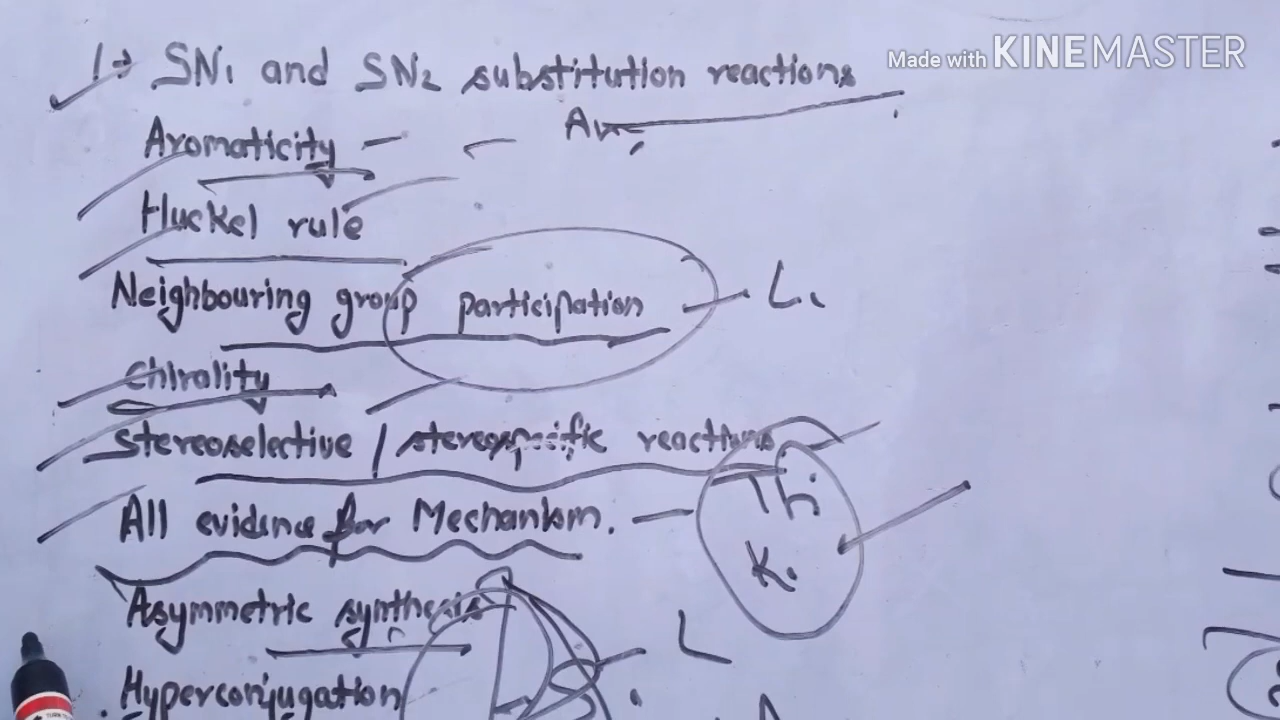 1→ SN1 and SN2 substitution reactions
Made with KINEMASTER
Aromaticity –
Huckel rule
Neighbouring group participation
Chirality
Stereoselective / stereospecific reactions
All evidence for Mechanism.
Asymmetric synthesis
Hyperconjugation